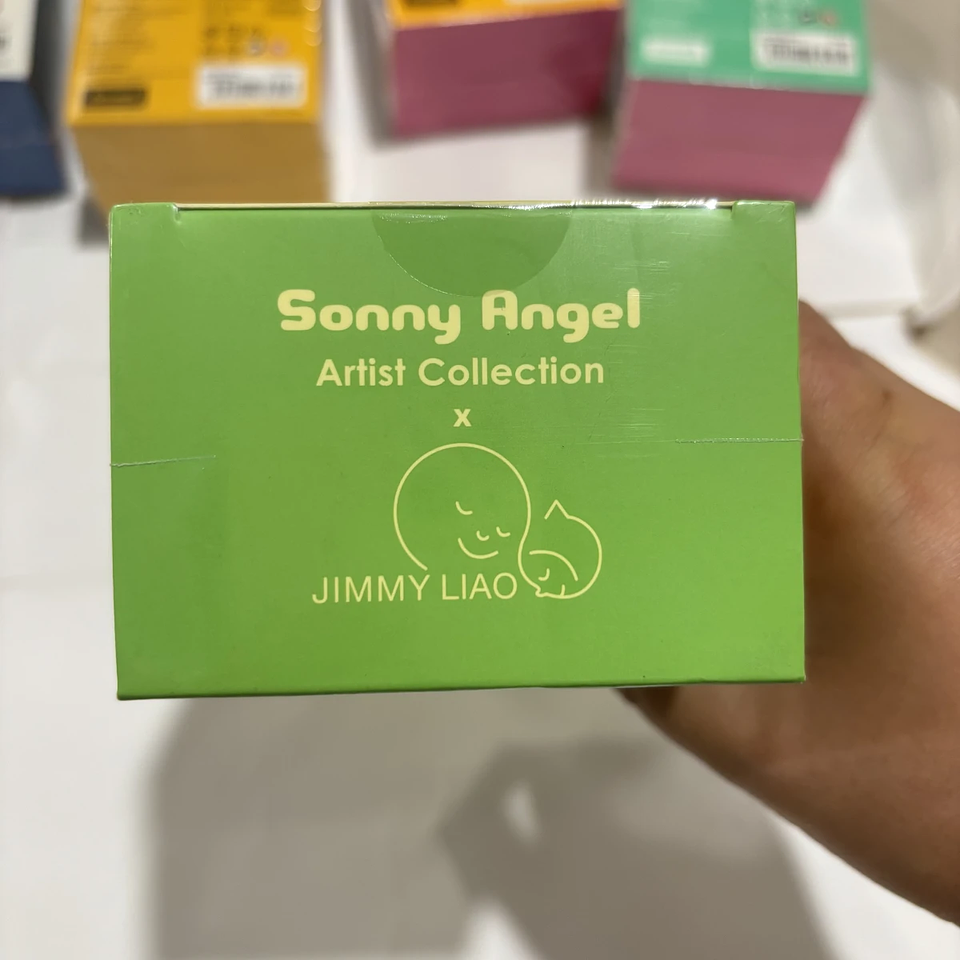 Sonny Angel
Artist Collection
x
JIMMY LIAO